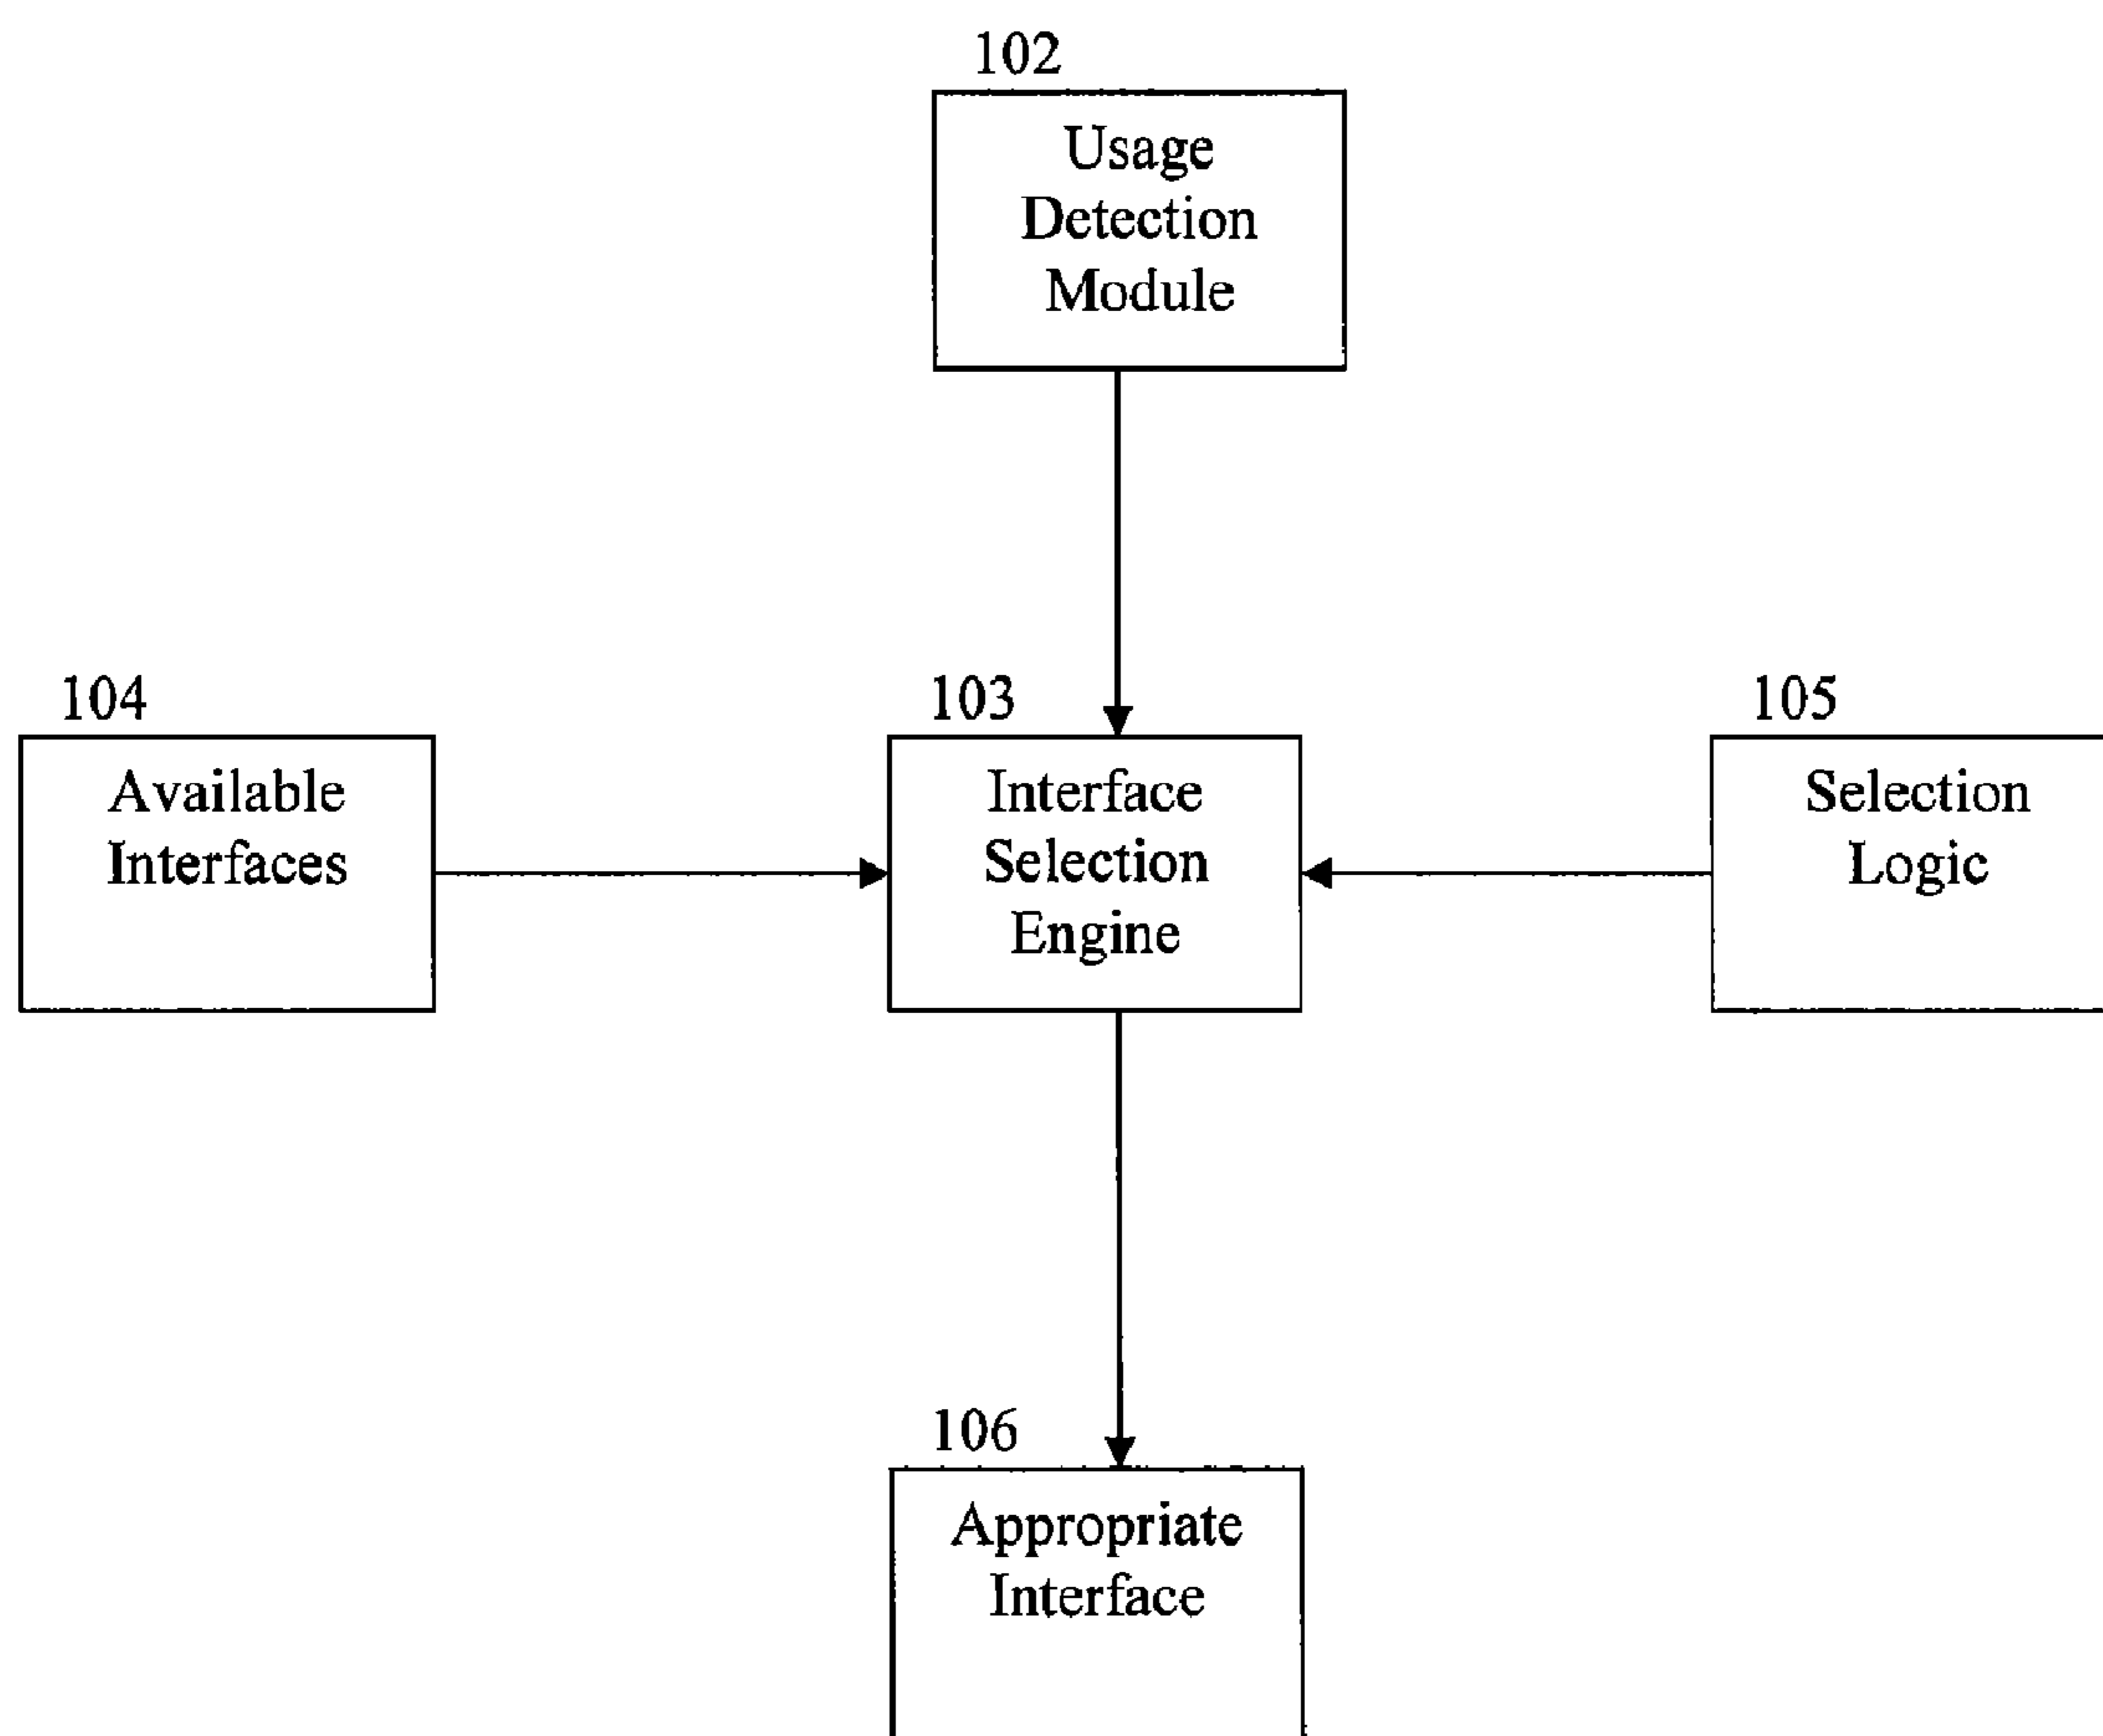 102
Usage
Detection
Module
104
Available
Interfaces
103
Interface
Selection
Engine
105
Selection
Logic
106
Appropriate
Interface